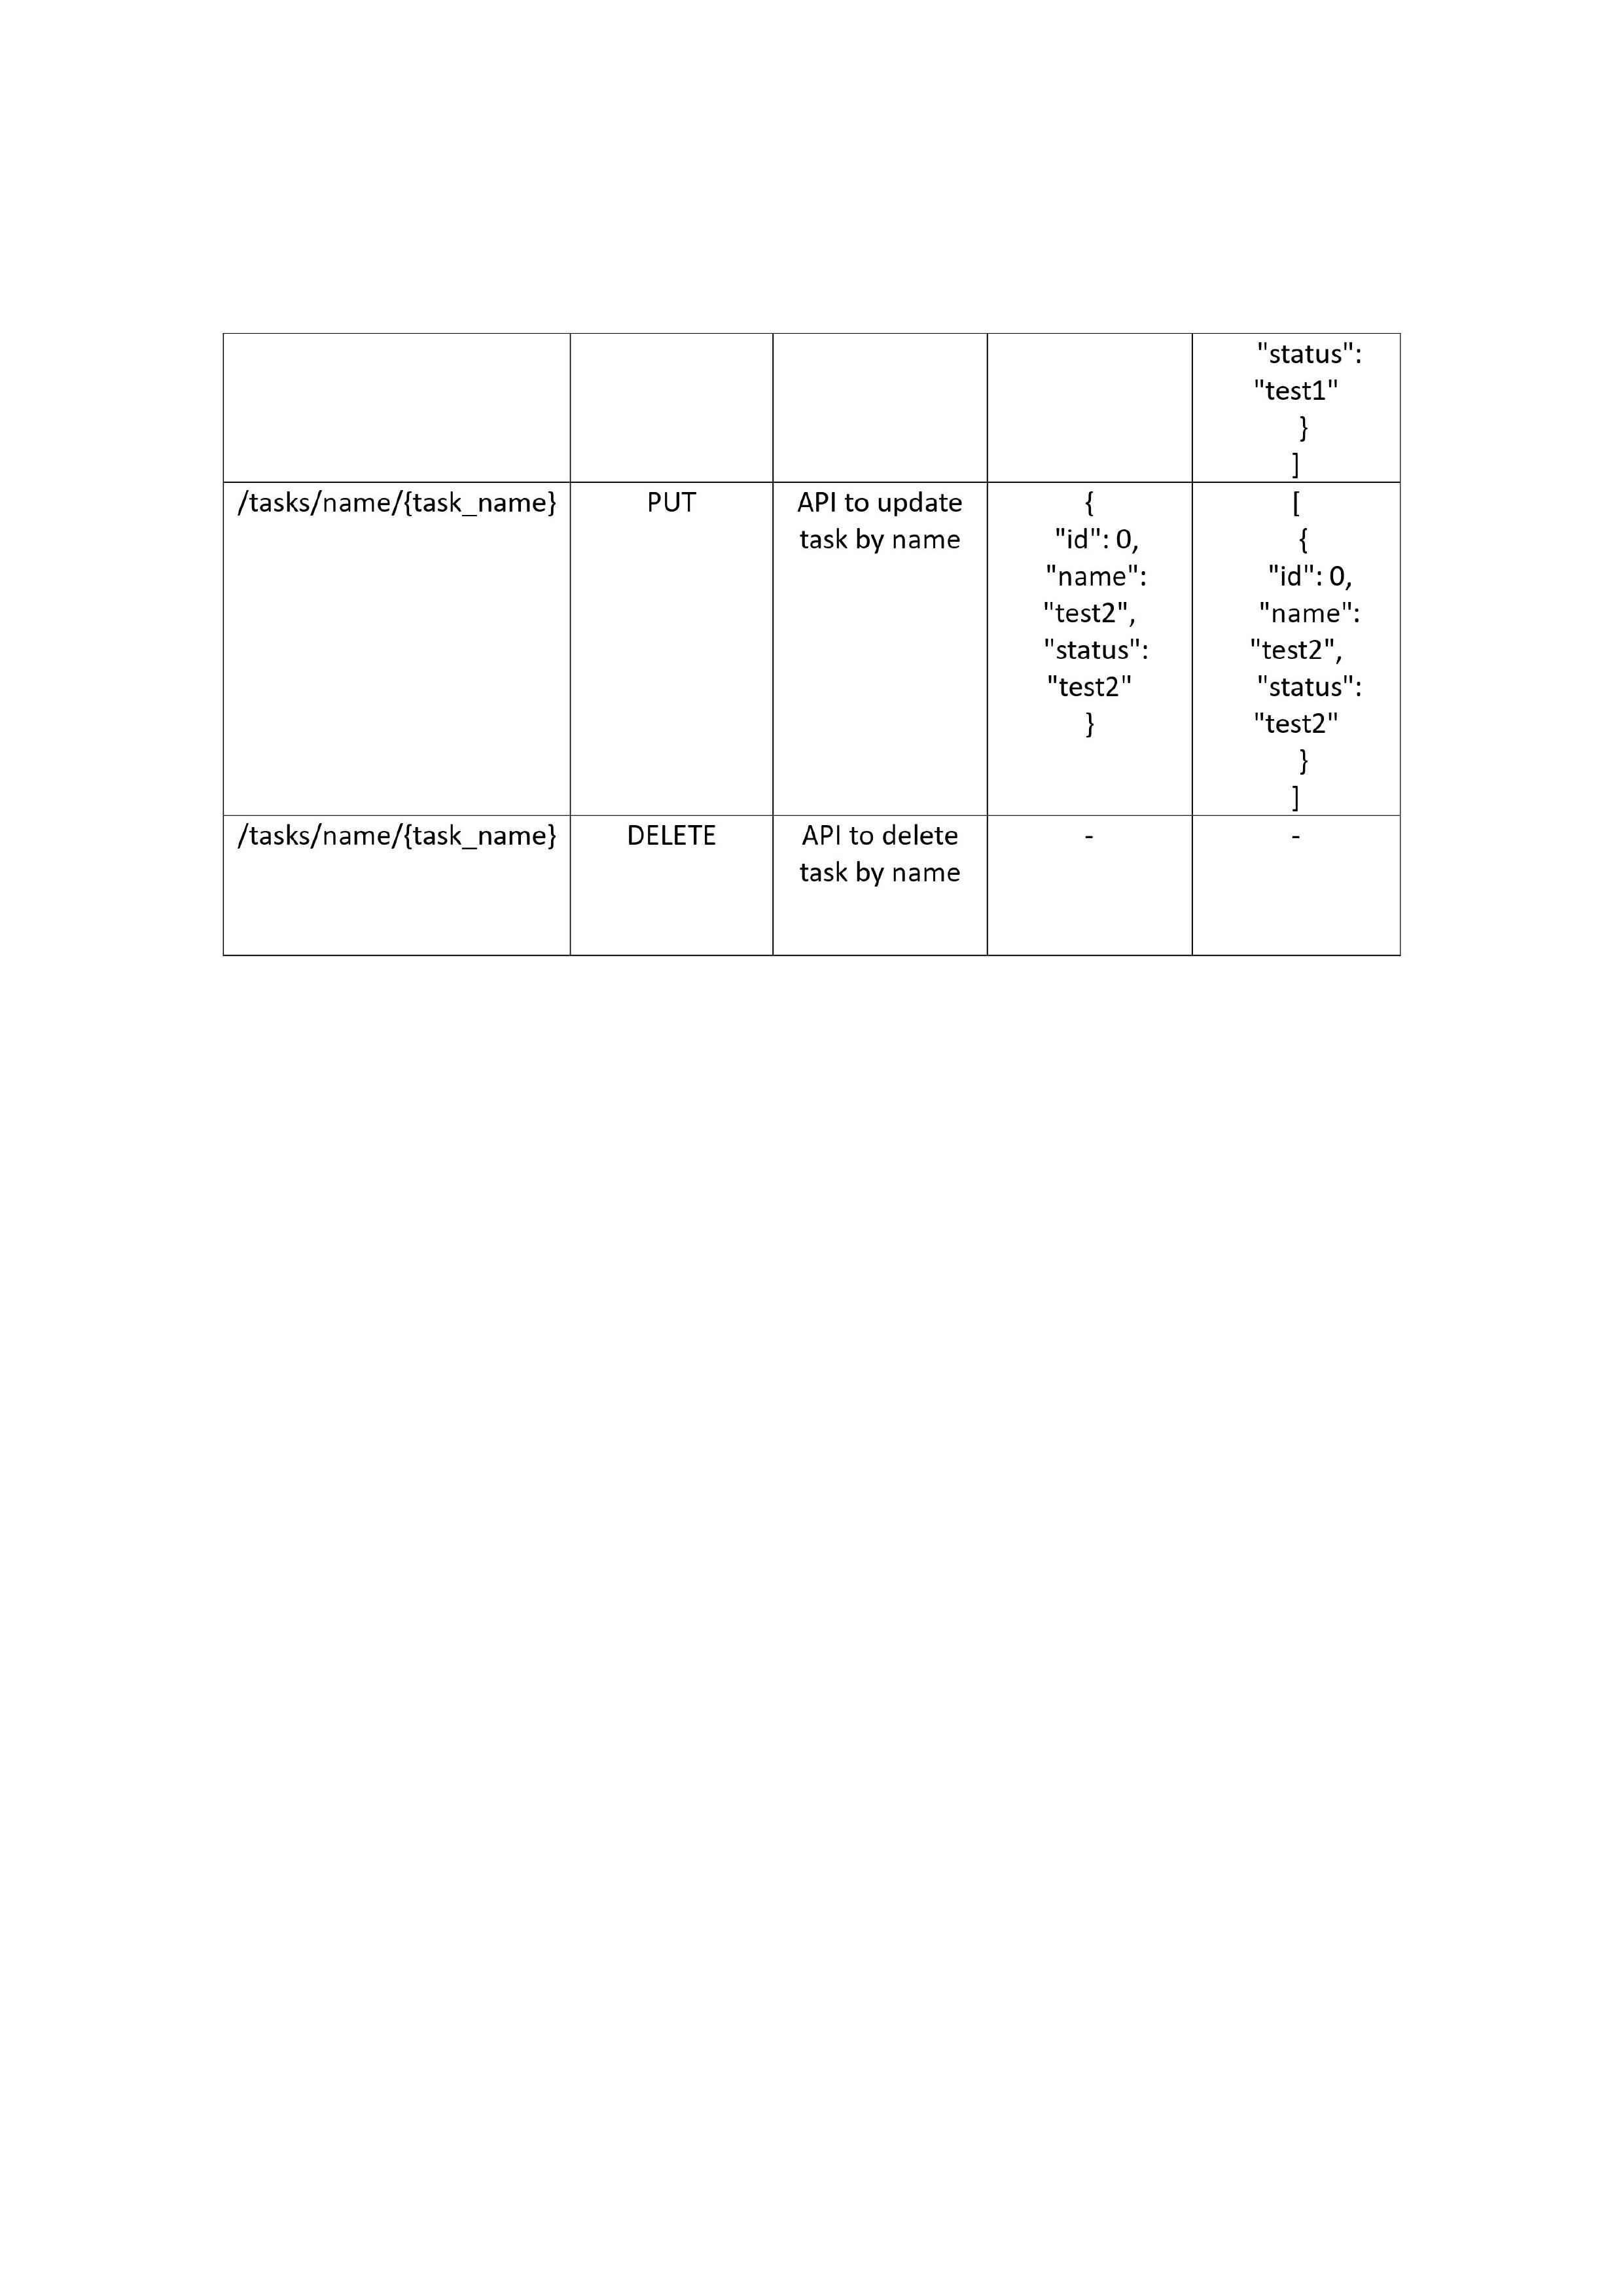 "status":
"test1"
}
]
/tasks/name/{task_name}
PUT
API to update
task by name
{
"id": 0,
"name":
"test2",
"status":
"test2"
}
[
{
"id": 0,
"name":
"test2",
"status":
"test2"
}
]
/tasks/name/{task_name}
DELETE
API to delete
task by name
-
-